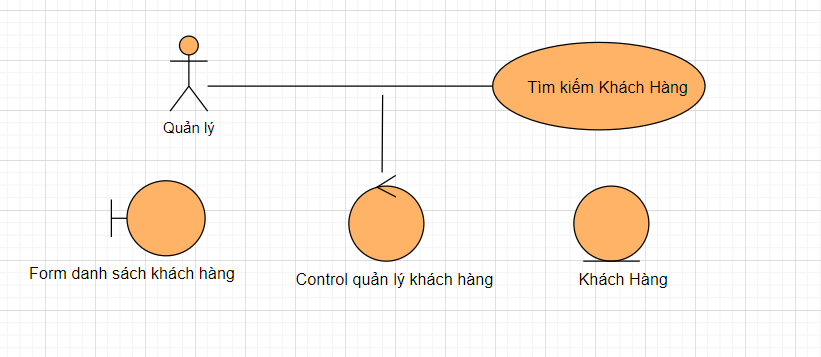 Tìm kiếm Khách Hàng
Quản lý
Form danh sách khách hàng
Control quản lý khách hàng
Khách Hàng